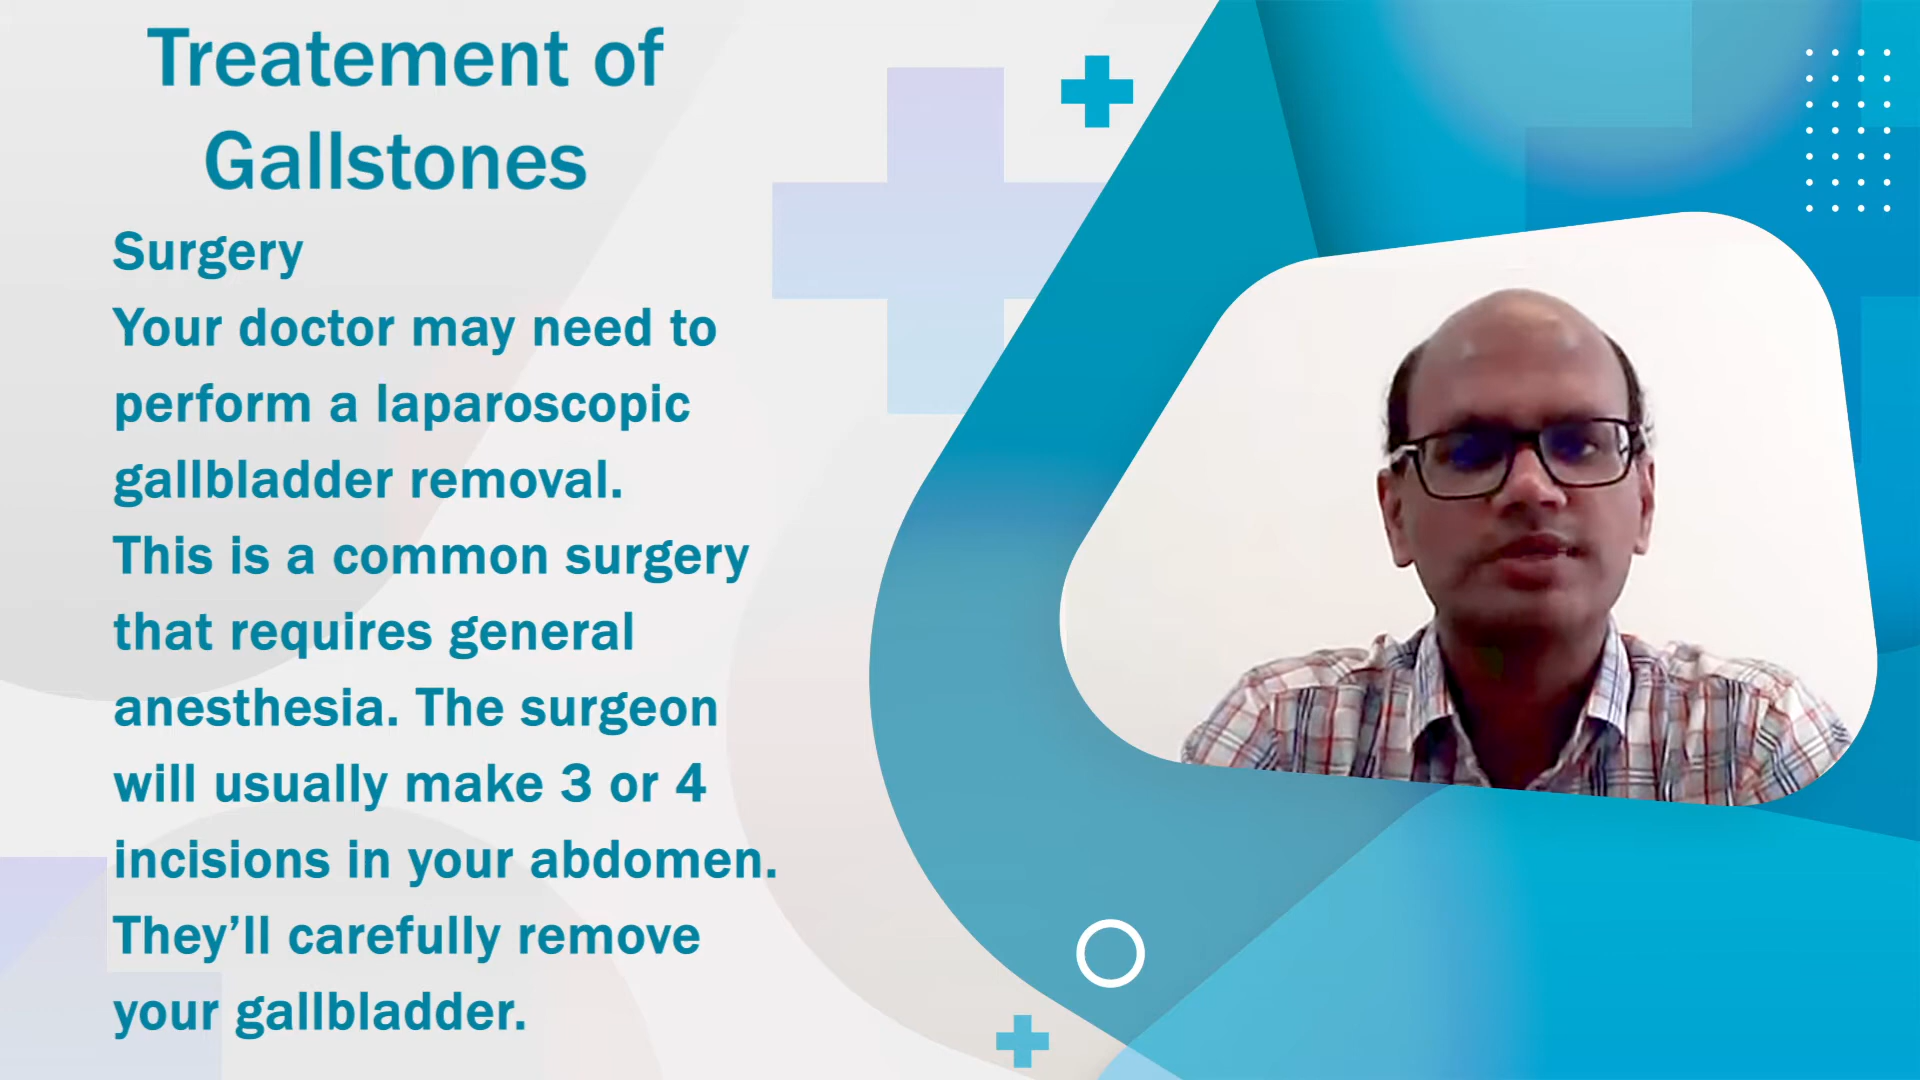 Treatement of
Gallstones
Surgery
Your doctor may need to
perform a laparoscopic
gallbladder removal.
This is a common surgery
that requires general
anesthesia. The surgeon
will usually make 3 or 4
incisions in your abdomen.
They’ll carefully remove
your gallbladder.